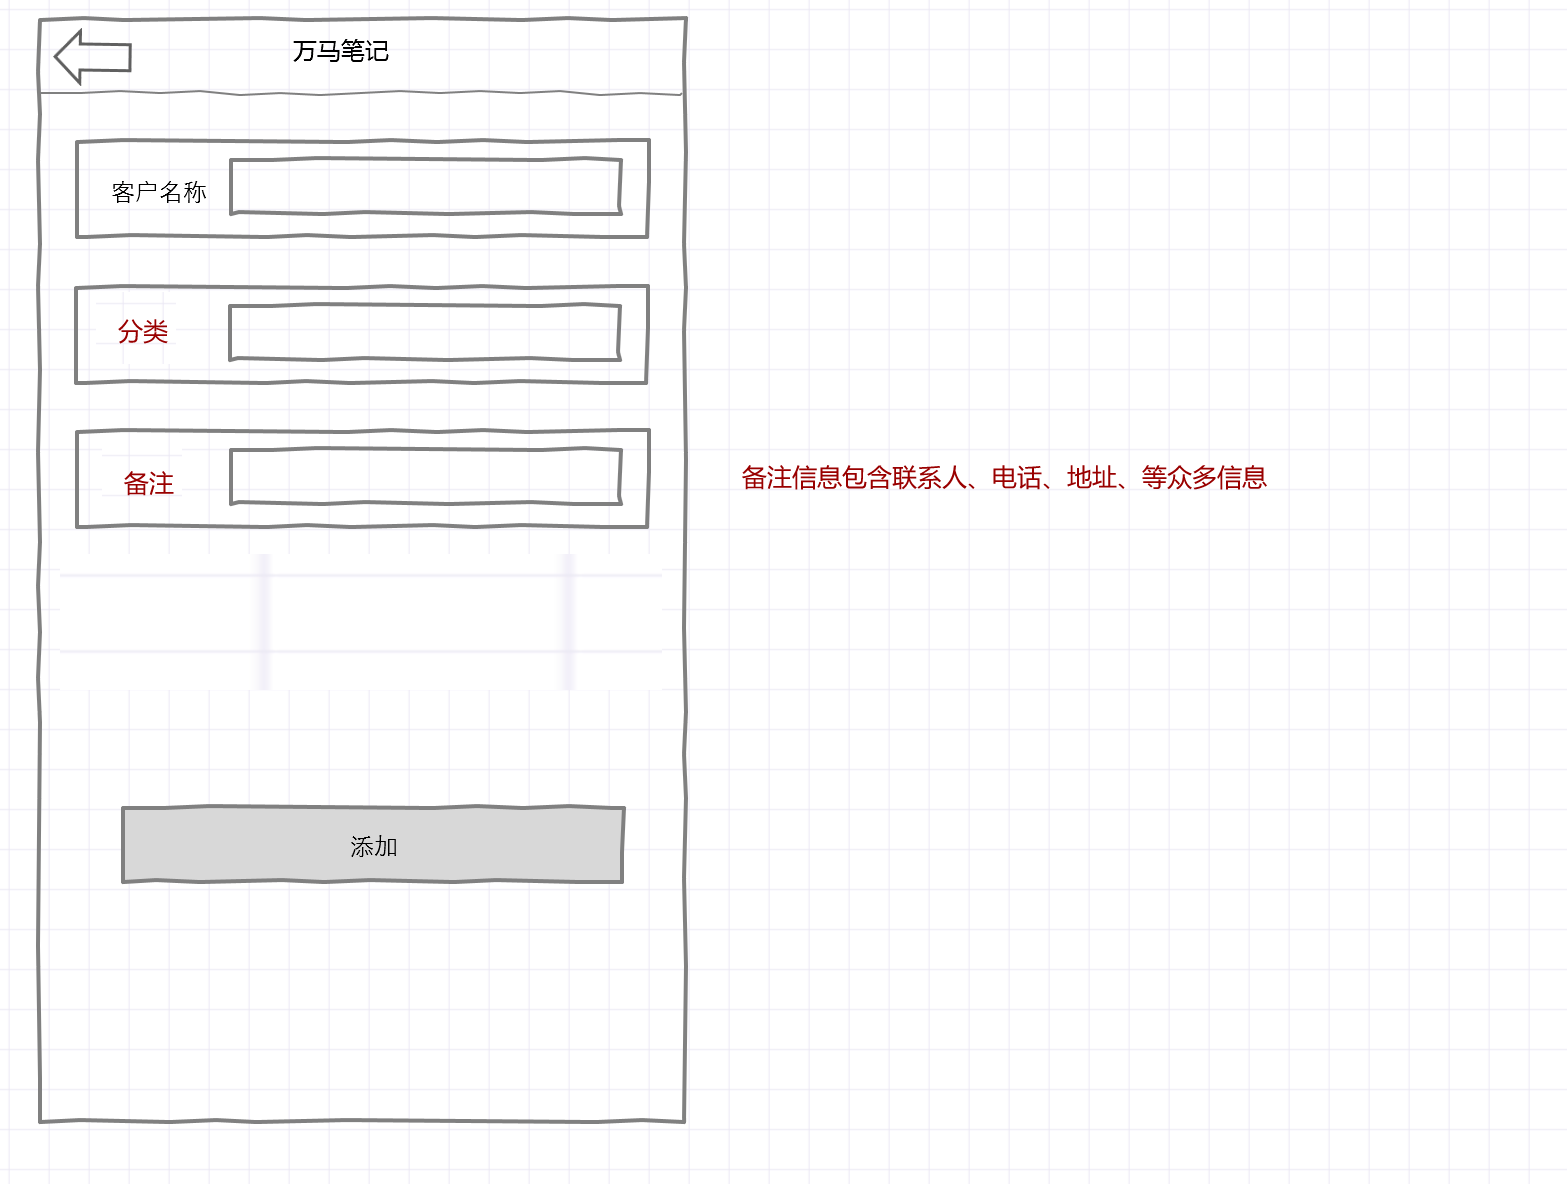 万马笔记
客户名称
分类
备注
备注信息包含联系人、电话、地址、等众多信息
添加